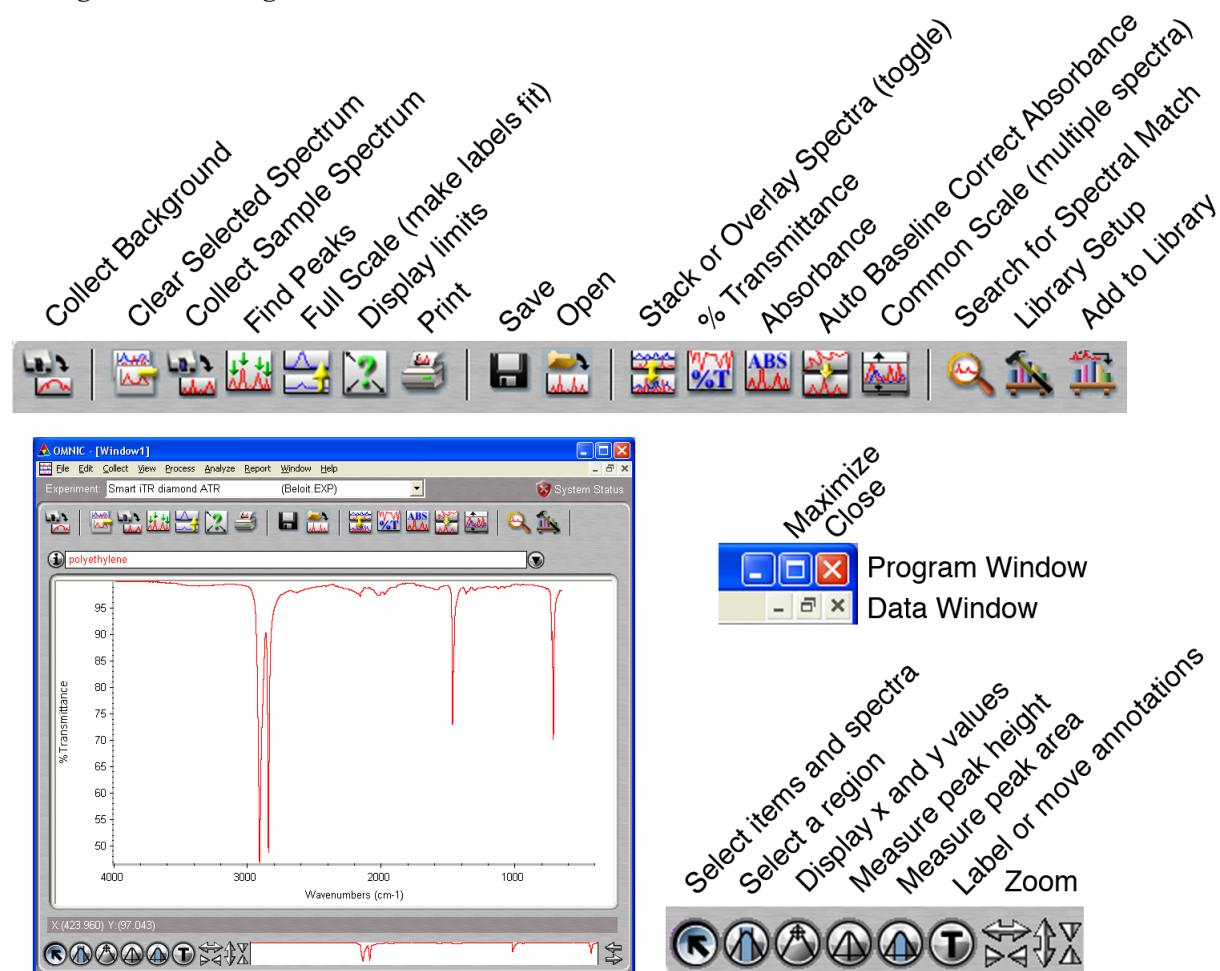 Collect Background
Clear Selected Spectrum
Collect Sample Spectrum
Find Peaks
Full Scale (make labels fit)
Display limits
Print
Save
Open
Stack or Overlay Spectra (toggle)
% Transmittance
Absorbance
Auto Baseline Correct Absorbance
Common Scale (multiple spectra)
Search for Spectral Match
Library Setup
Add to Library
%T
ABS
OMNIC - [Window1]
File Edit Collect View Process Analyze Report Window Help
Experiment: Smart iTR diamond ATR (Beloit.EXP) System Status
%T ABS
polyethylene
95
90
85
80
75
70
65
60
55
50
%Transmittance
4000 3000 2000 1000
Wavenumbers (cm-1)
X:(423.960) Y:(97.043)
T
Maximize
Close
Program Window
Data Window
Select items and spectra
Select a region
Display x and y values
Measure peak height
Measure peak area
Label or move annotations
Zoom
T